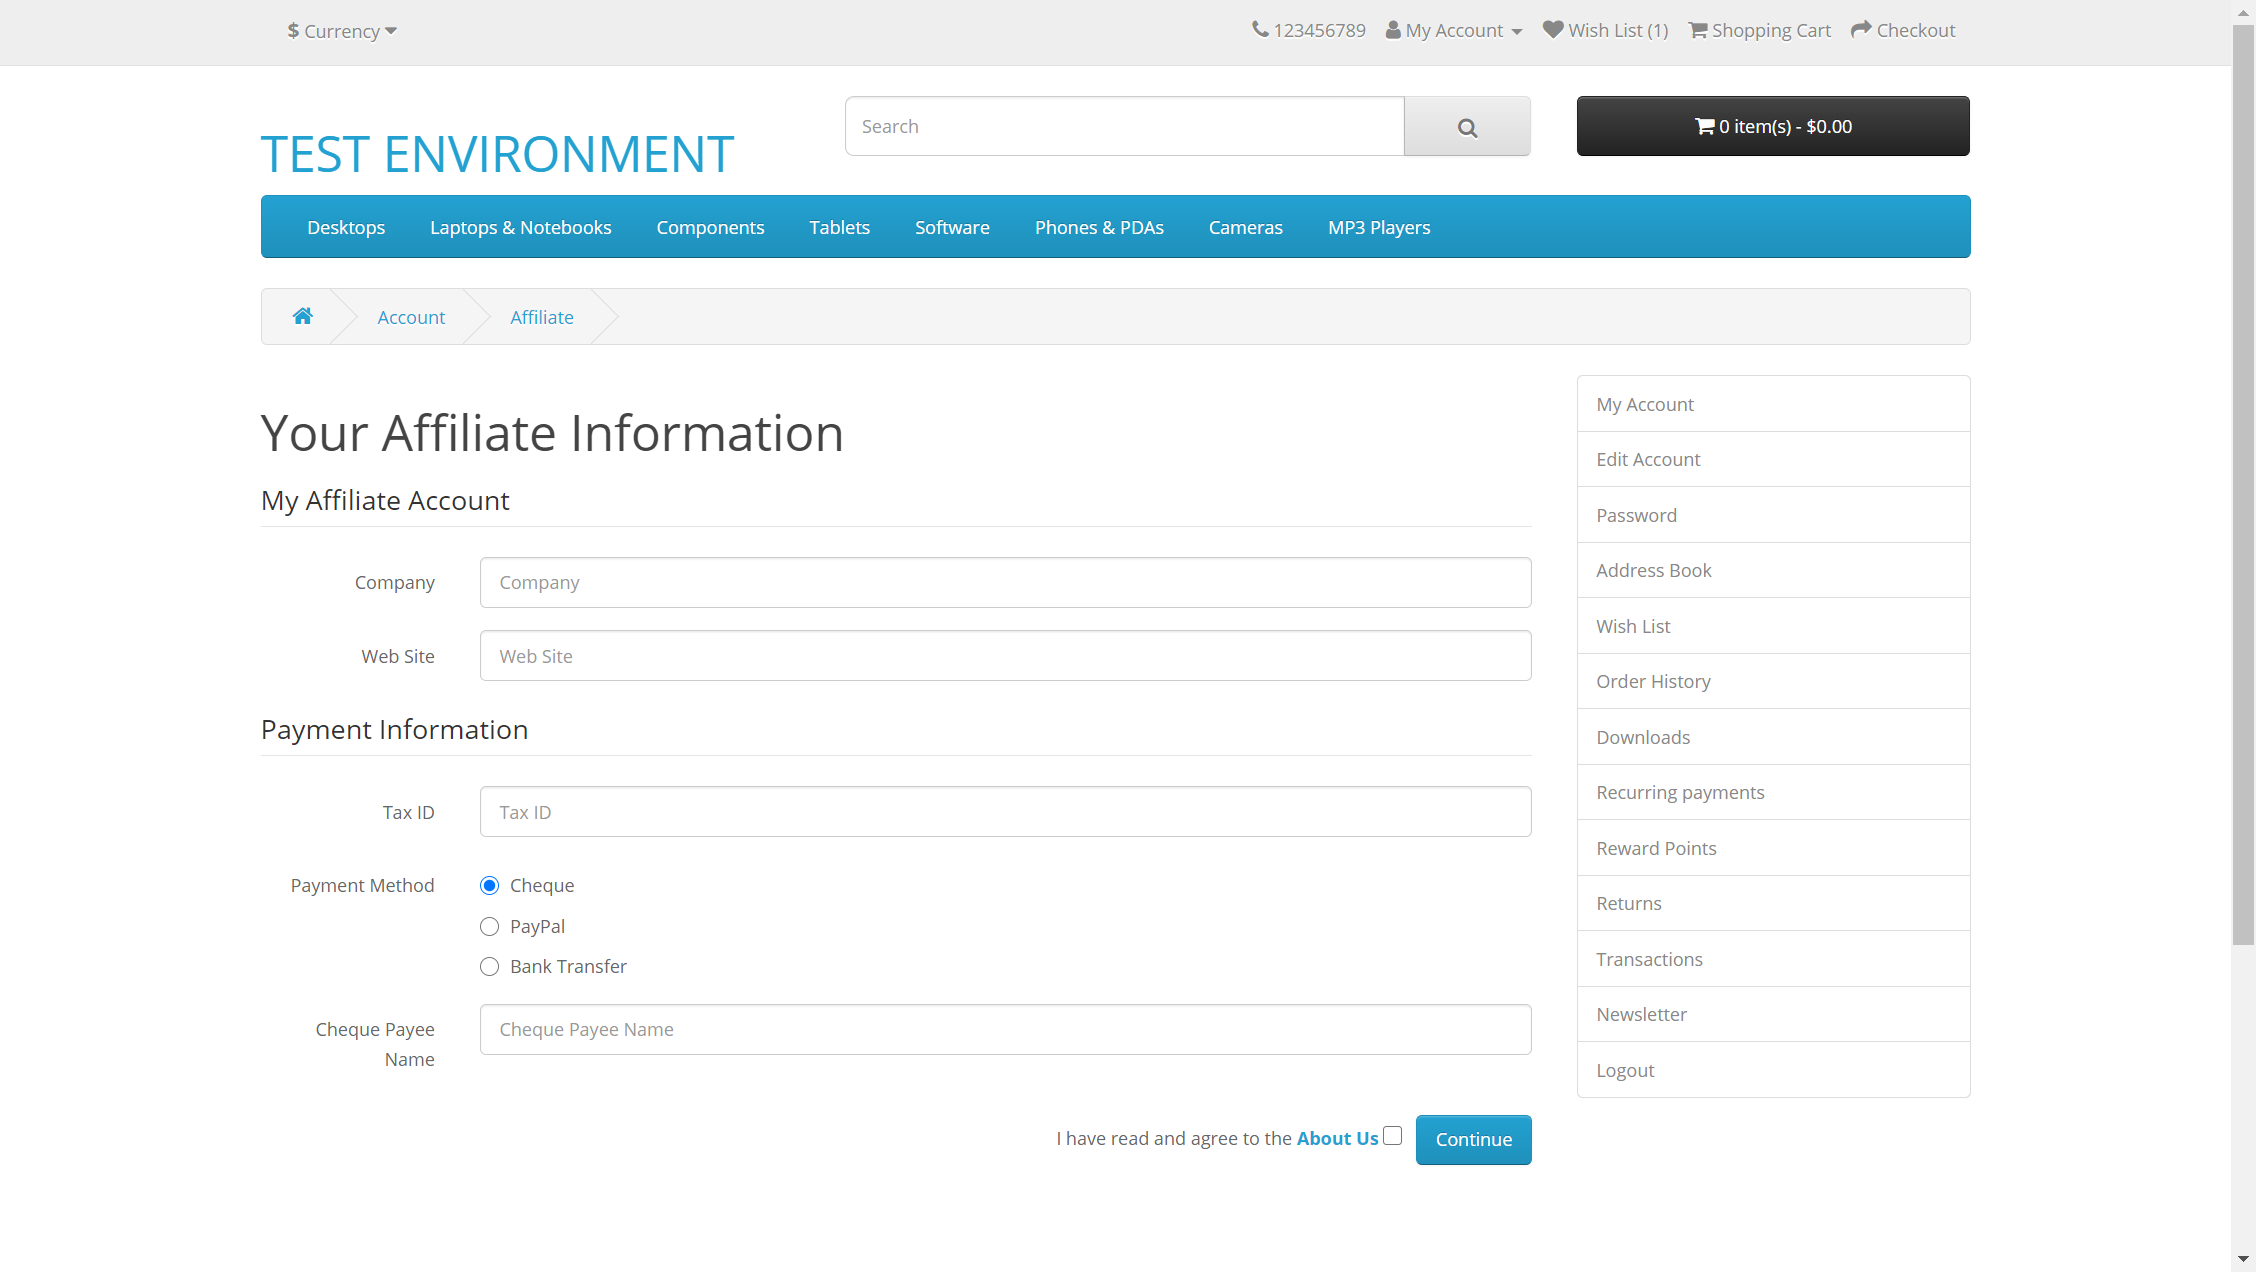 $ Currency
123456789 My Account Wish List (1) Shopping Cart Checkout
TEST ENVIRONMENT
Search
0 item(s) - $0.00
Desktops Laptops & Notebooks Components Tablets Software Phones & PDAs Cameras MP3 Players
Account Affiliate
Your Affiliate Information
My Affiliate Account
Company Company
Web Site Web Site
Payment Information
Tax ID Tax ID
Payment Method Cheque
PayPal
Bank Transfer
Cheque Payee Cheque Payee Name
Name
I have read and agree to the About Us Continue
My Account
Edit Account
Password
Address Book
Wish List
Order History
Downloads
Recurring payments
Reward Points
Returns
Transactions
Newsletter
Logout